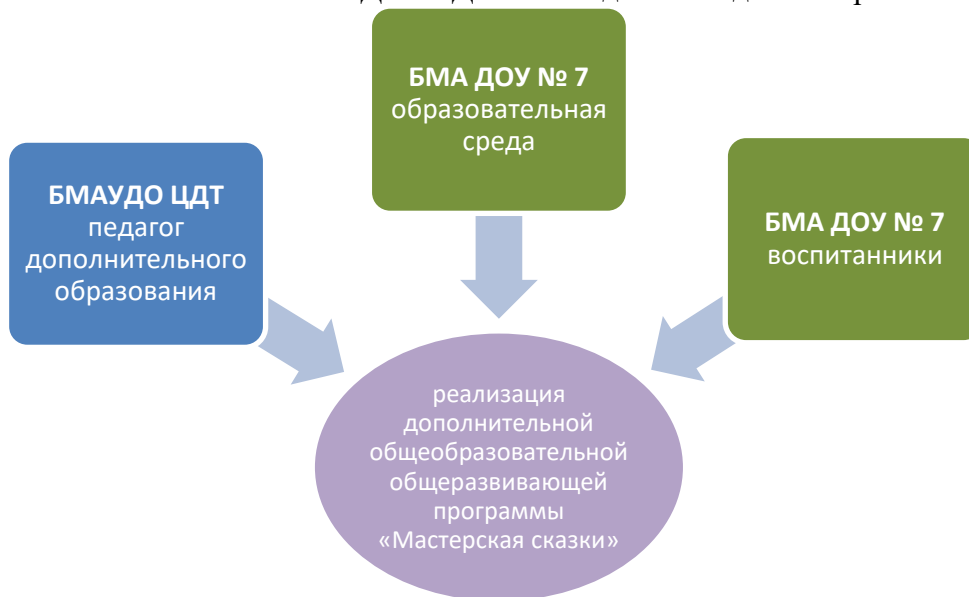 БМА ДОУ № 7
образовательная
среда
БМАУДО ЦДТ
педагог
дополнительного
образования
БМА ДОУ № 7
воспитанники
реализация
дополнительной
общеобразовательной
общеразвивающей
программы
«Мастерская сказки»